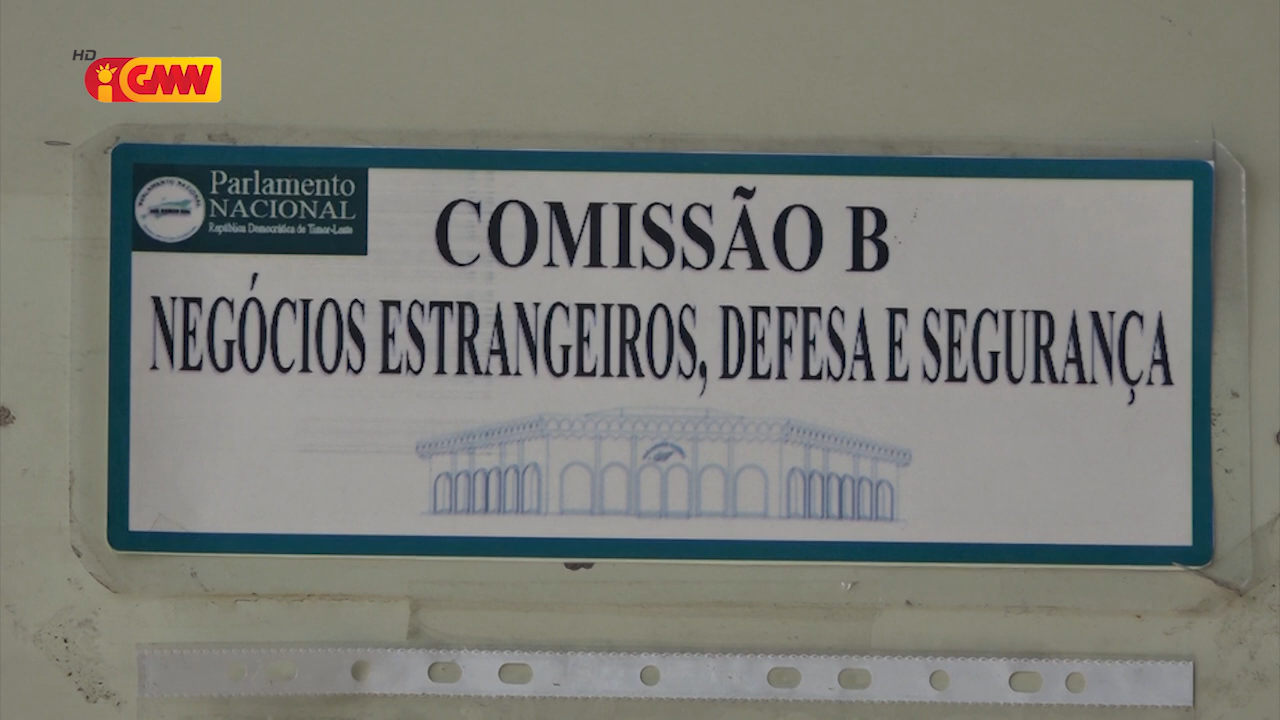 HD
GMN
Parlamento
NACIONAL
República Democrática de Timor-Leste
COMISSÃO B
NEGÓCIOS ESTRANGEIROS, DEFESA E SEGURANÇA